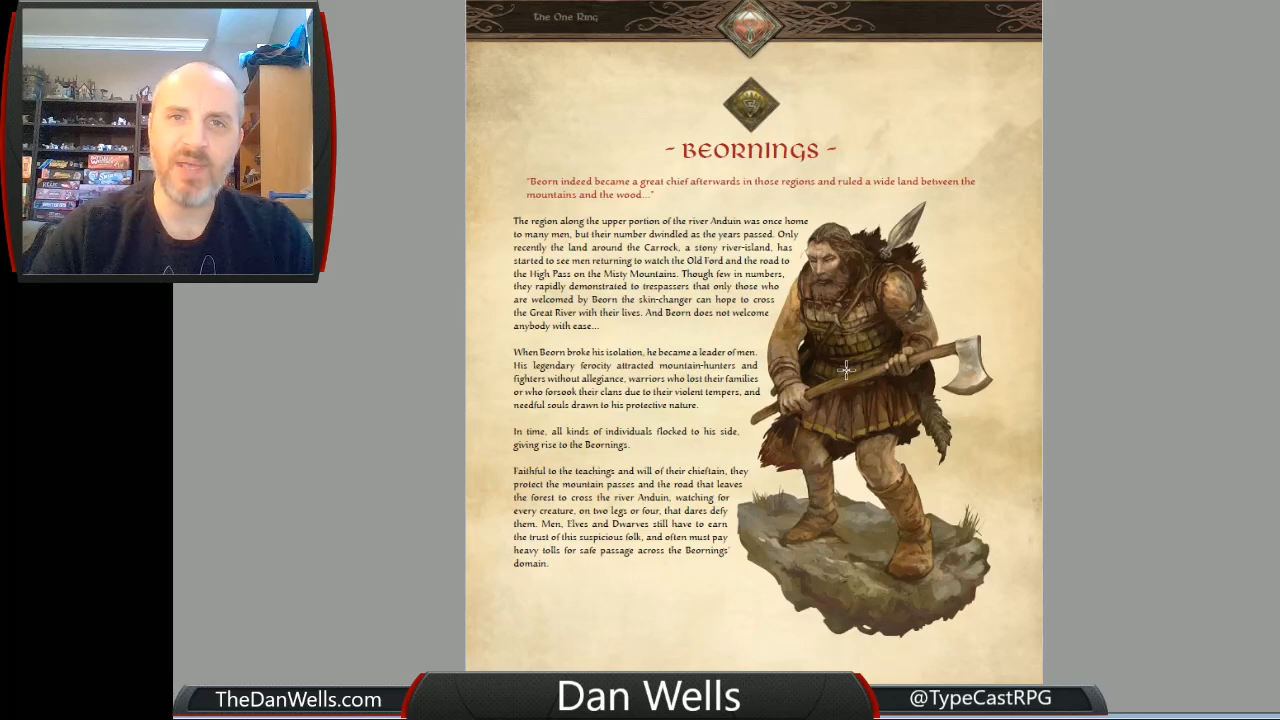 the One Ring
- BEORNINGS -
"Beorn indeed became a great chief afterwards in those regions and ruled a wide land between the
mountains and the wood..."
The region along the upper portion of the river Anduin was once home
to many men, but their number dwindled as the years passed. Only
recently the land around the Carrock, a stony river-island, has
started to see men returning to watch the Old Ford and the road to
the High Pass on the Misty Mountains. Though few in numbers,
they rapidly demonstrated to trespassers that only those who
are welcomed by Beorn the skin-changer can hope to cross
the Great River with their lives. And Beorn does not welcome
anybody with ease...
When Beorn broke his isolation, he became a leader of men.
His legendary ferocity attracted mountain-hunters and
fighters without allegiance, warriors who lost their families
or who forsook their clans due to their violent tempers, and
needful souls drawn to his protective nature.
In time, all kinds of individuals flocked to his side,
giving rise to the Beornings.
Faithful to the teachings and will of their chieftain, they
protect the mountain passes and the road that leaves
the forest to cross the river Anduin, watching for
every creature, on two legs or four, that dares defy
them. Men, Elves and Dwarves still have to earn
the trust of this suspicious folk, and often must pay
heavy tolls for safe passage across the Beornings'
domain.
TheDanWells.com
Dan Wells
@TypeCastRPG